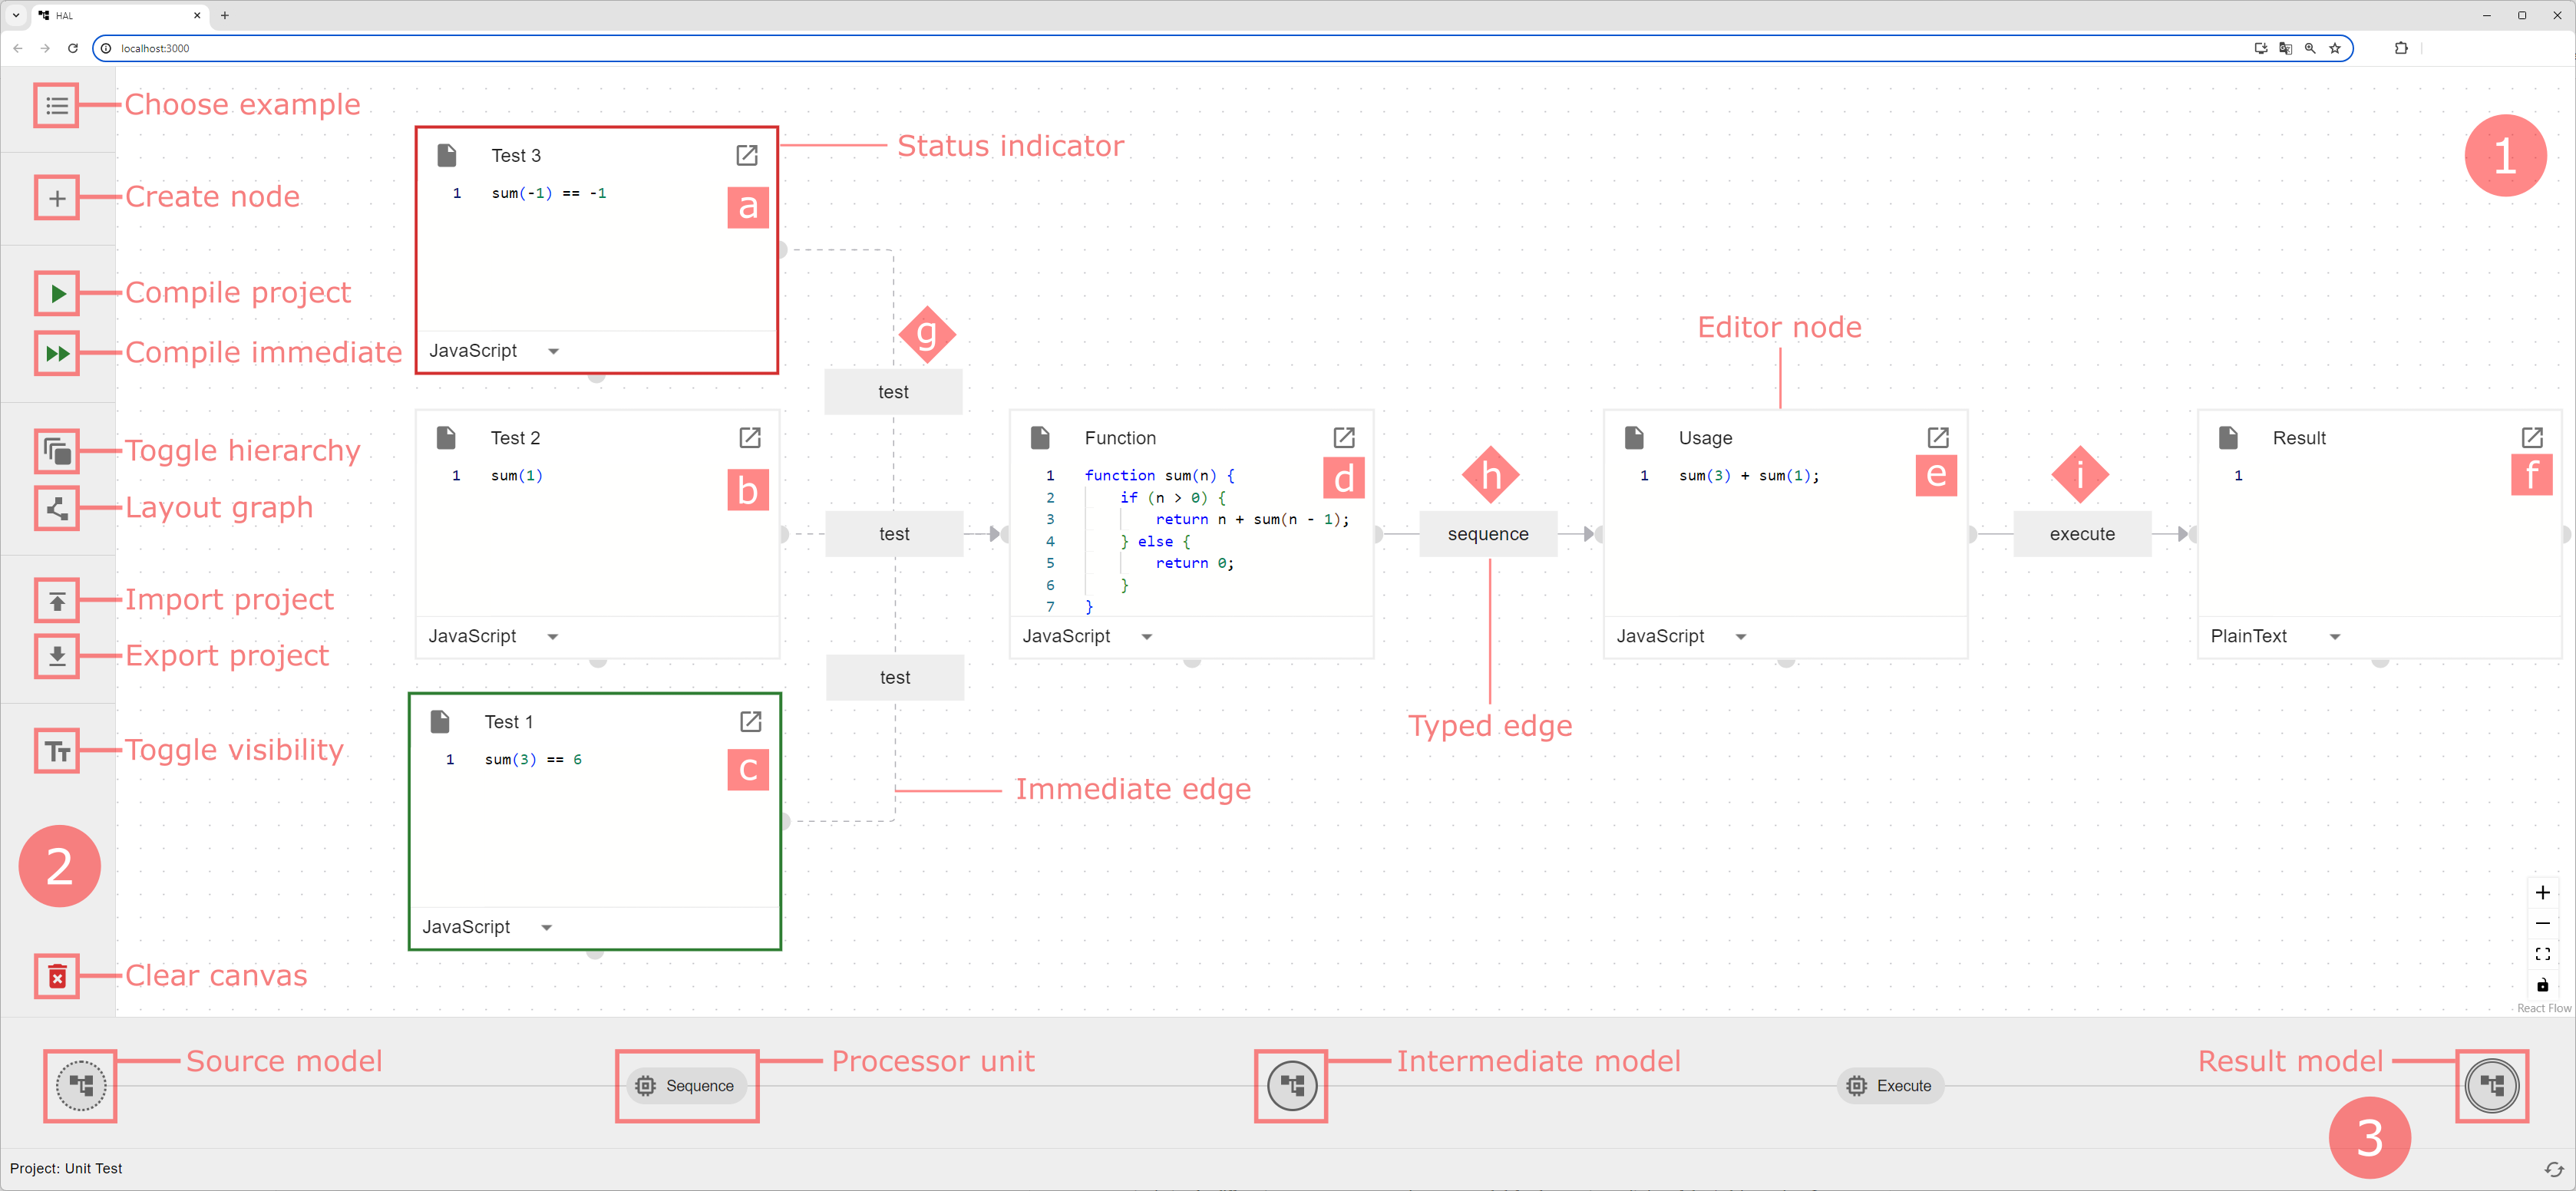 HAL
localhost:3000
Choose example
Create node
Compile project
Compile immediate
Toggle hierarchy
Layout graph
Import project
Export project
Toggle visibility
2
Clear canvas
Test 3
1 sum(-1) == -1
a
JavaScript
Status indicator
1
g
test
Test 2
1 sum(1)
b
JavaScript
test
Test 1
1 sum(3) == 6
c
JavaScript
test
Immediate edge
Function
1 function sum(n) {
2 if (n > 0) {
3 return n + sum(n - 1);
4 } else {
5 return 0;
6 }
7 }
d
JavaScript
h
sequence
Typed edge
Editor node
Usage
1 sum(3) + sum(1);
e
JavaScript
i
execute
Result
1
f
PlainText
React Flow
Source model
Sequence
Processor unit
Intermediate model
Execute
Result model
3
Project: Unit Test